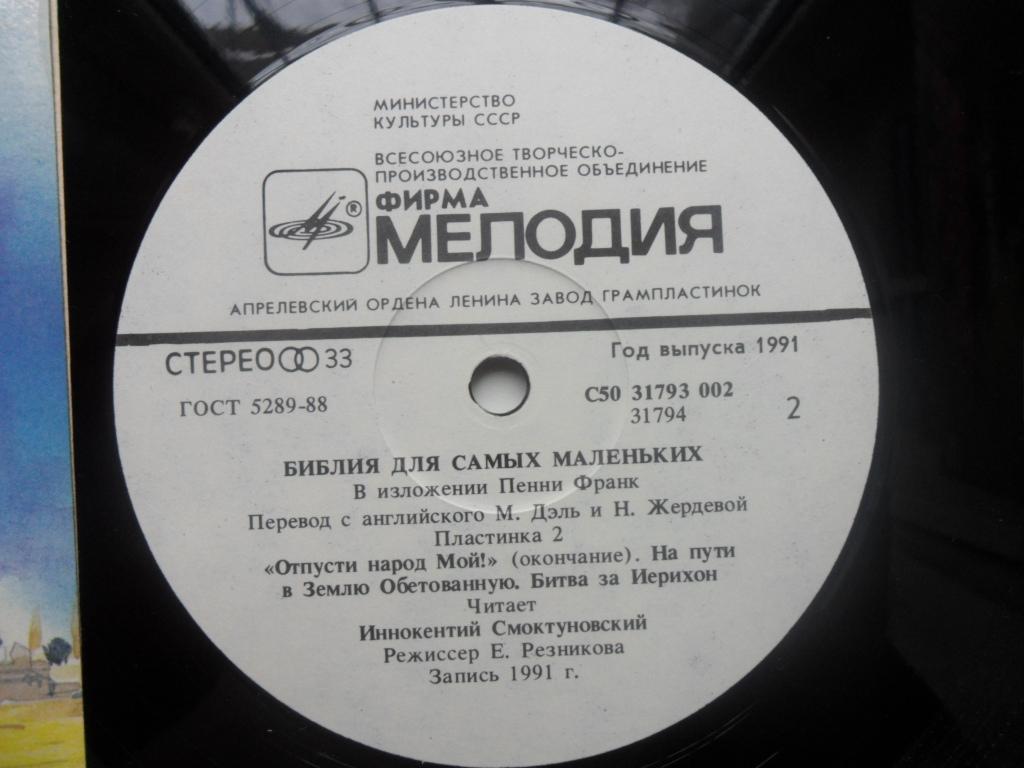 МИНИСТЕРСТВО
КУЛЬТУРЫ СССР
ВСЕСОЮЗНОЕ ТВОРЧЕСКО-
ПРОИЗВОДСТВЕННОЕ ОБЪЕДИНЕНИЕ
ФИРМА
®
МЕЛОДИЯ
АПРЕЛЕВСКИЙ ОРДЕНА ЛЕНИНА ЗАВОД ГРАМПЛАСТИНОК
СТЕРЕО 33
Год выпуска 1991
ГОСТ 5289-88
С50 31793 002
31794
2
БИБЛИЯ ДЛЯ САМЫХ МАЛЕНЬКИХ
В изложении Пенни Франк
Перевод с английского М. Дэль и Н. Жердевой
Пластинка 2
«Отпусти народ Мой!» (окончание). На пути
в Землю Обетованную. Битва за Иерихон
Читает
Иннокентий Смоктуновский
Режиссер Е. Резникова
Запись 1991 г.